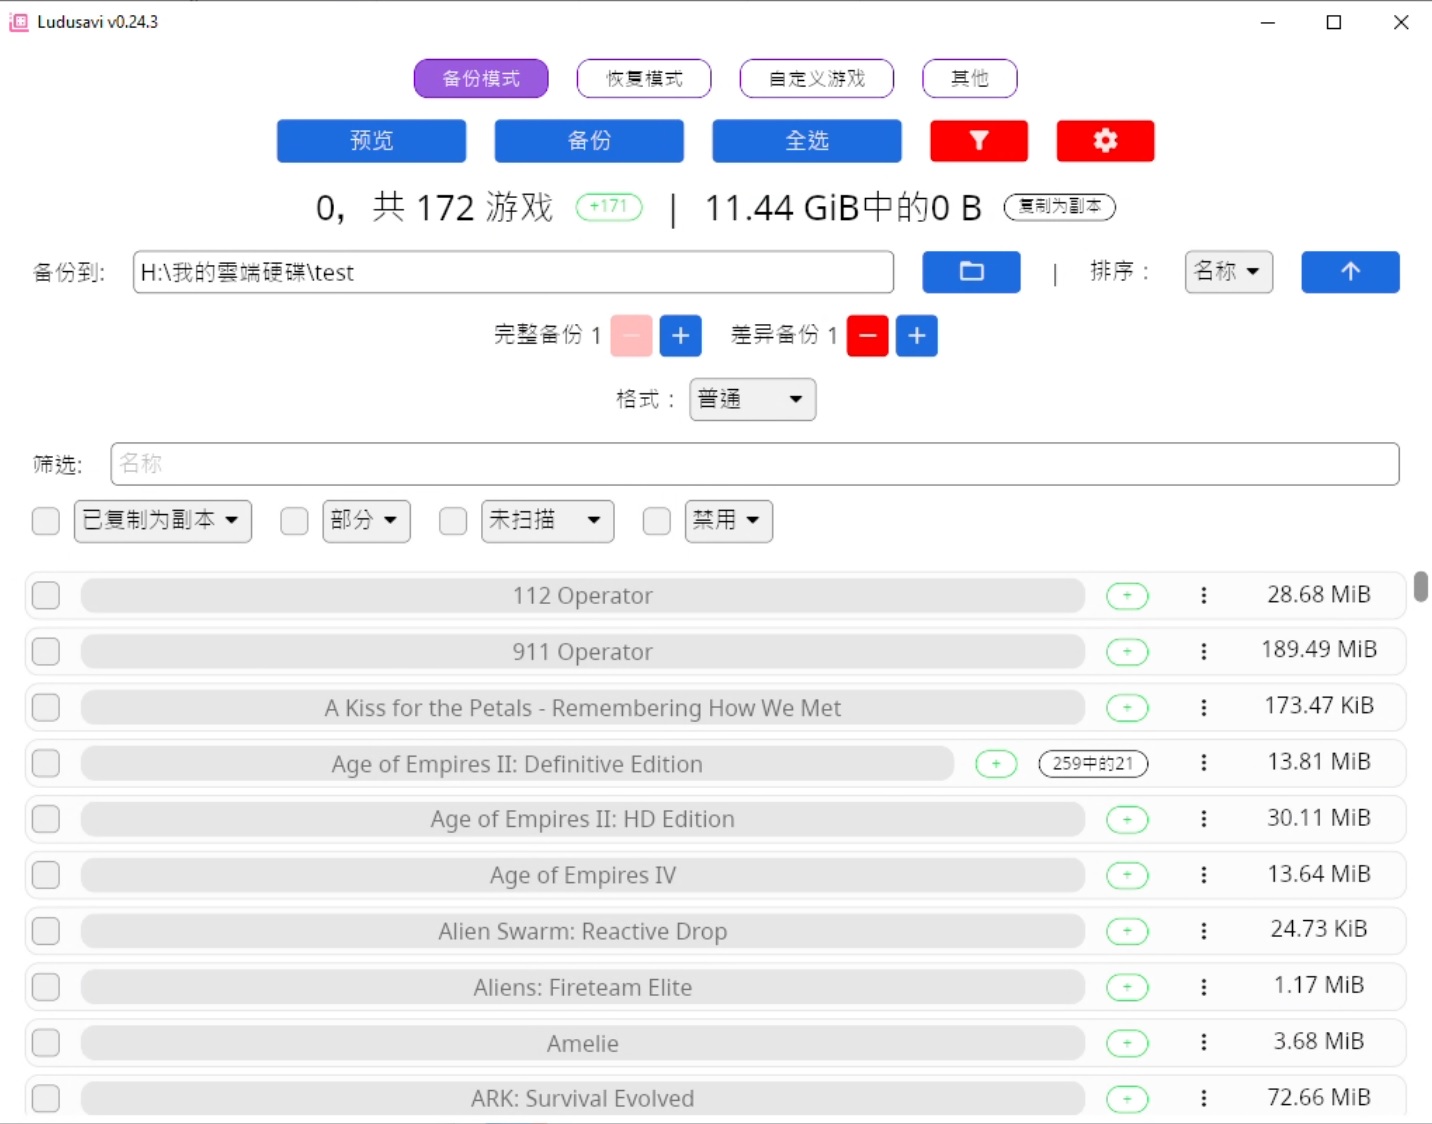 Ludusavi v0.24.3
备份模式 恢复模式 自定义游戏 其他
预览 备份 全选
0, 共 172 游戏 +171 | 11.44 GiB中的0 B 复制为副本
备份到: H:\我的雲端硬碟\test | 排序： 名称
完整备份 1 − + 差异备份 1 − +
格式： 普通
筛选: 名称
已复制为副本 部分 未扫描 禁用
112 Operator + 28.68 MiB
911 Operator + 189.49 MiB
A Kiss for the Petals - Remembering How We Met + 173.47 KiB
Age of Empires II: Definitive Edition + 259中的21 13.81 MiB
Age of Empires II: HD Edition + 30.11 MiB
Age of Empires IV + 13.64 MiB
Alien Swarm: Reactive Drop + 24.73 KiB
Aliens: Fireteam Elite + 1.17 MiB
Amelie + 3.68 MiB
ARK: Survival Evolved + 72.66 MiB